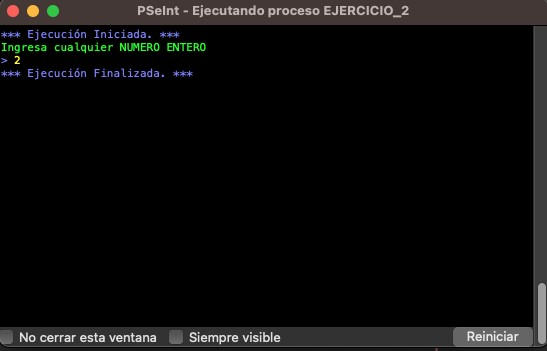 PSeInt - Ejecutando proceso EJERCICIO_2
*** Ejecución Iniciada. ***
Ingresa cualquier NUMERO ENTERO
> 2
*** Ejecución Finalizada. ***
No cerrar esta ventana
Siempre visible
Reiniciar